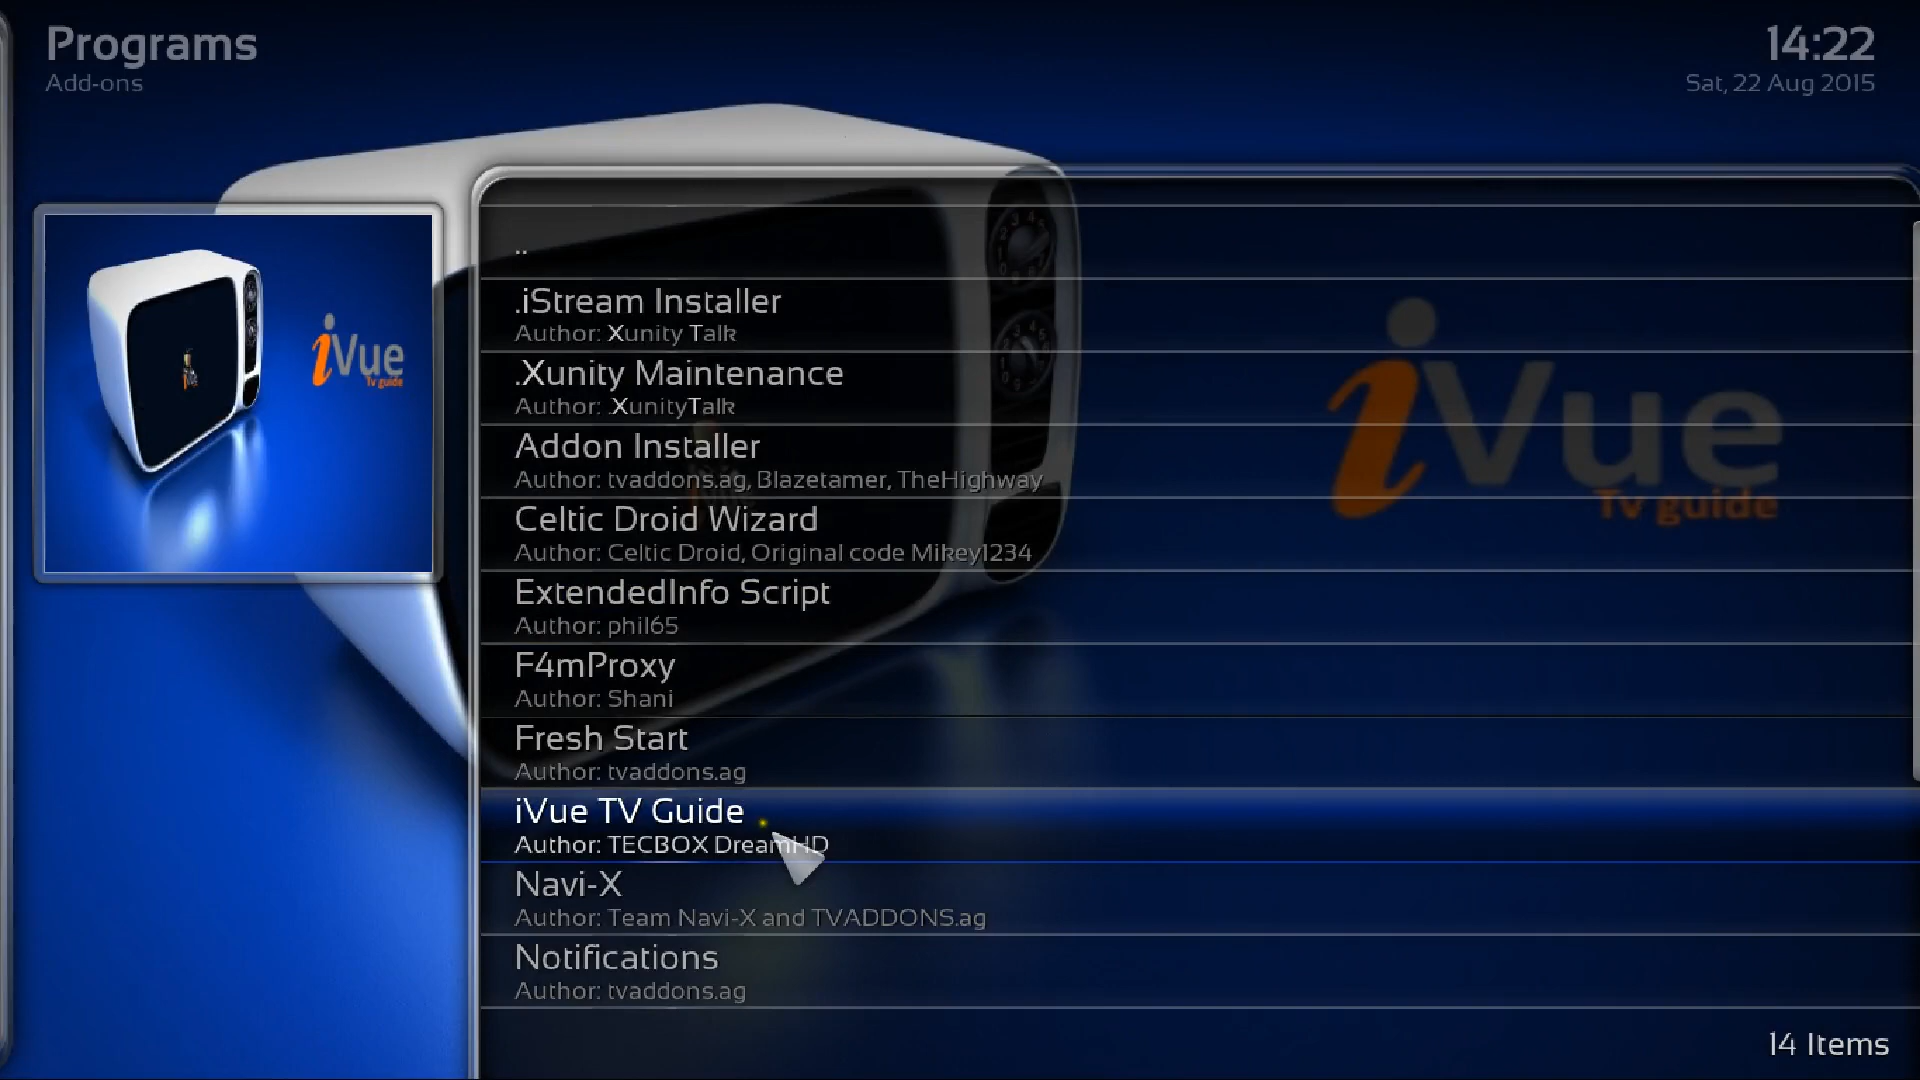 Programs
Add-ons
14:22
Sat, 22 Aug 2015
..
.iStream Installer
Author: Xunity Talk
.Xunity Maintenance
Author: .XunityTalk
Addon Installer
Author: tvaddons.ag, Blazetamer, TheHighway
Celtic Droid Wizard
Author: Celtic Droid, Original code Mikey1234
ExtendedInfo Script
Author: phil65
F4mProxy
Author: Shani
Fresh Start
Author: tvaddons.ag
iVue TV Guide
Author: TECBOX DreamHD
Navi-X
Author: Team Navi-X and TVADDONS.ag
Notifications
Author: tvaddons.ag
iVue
Tv guide
iVue
Tv guide
14 Items